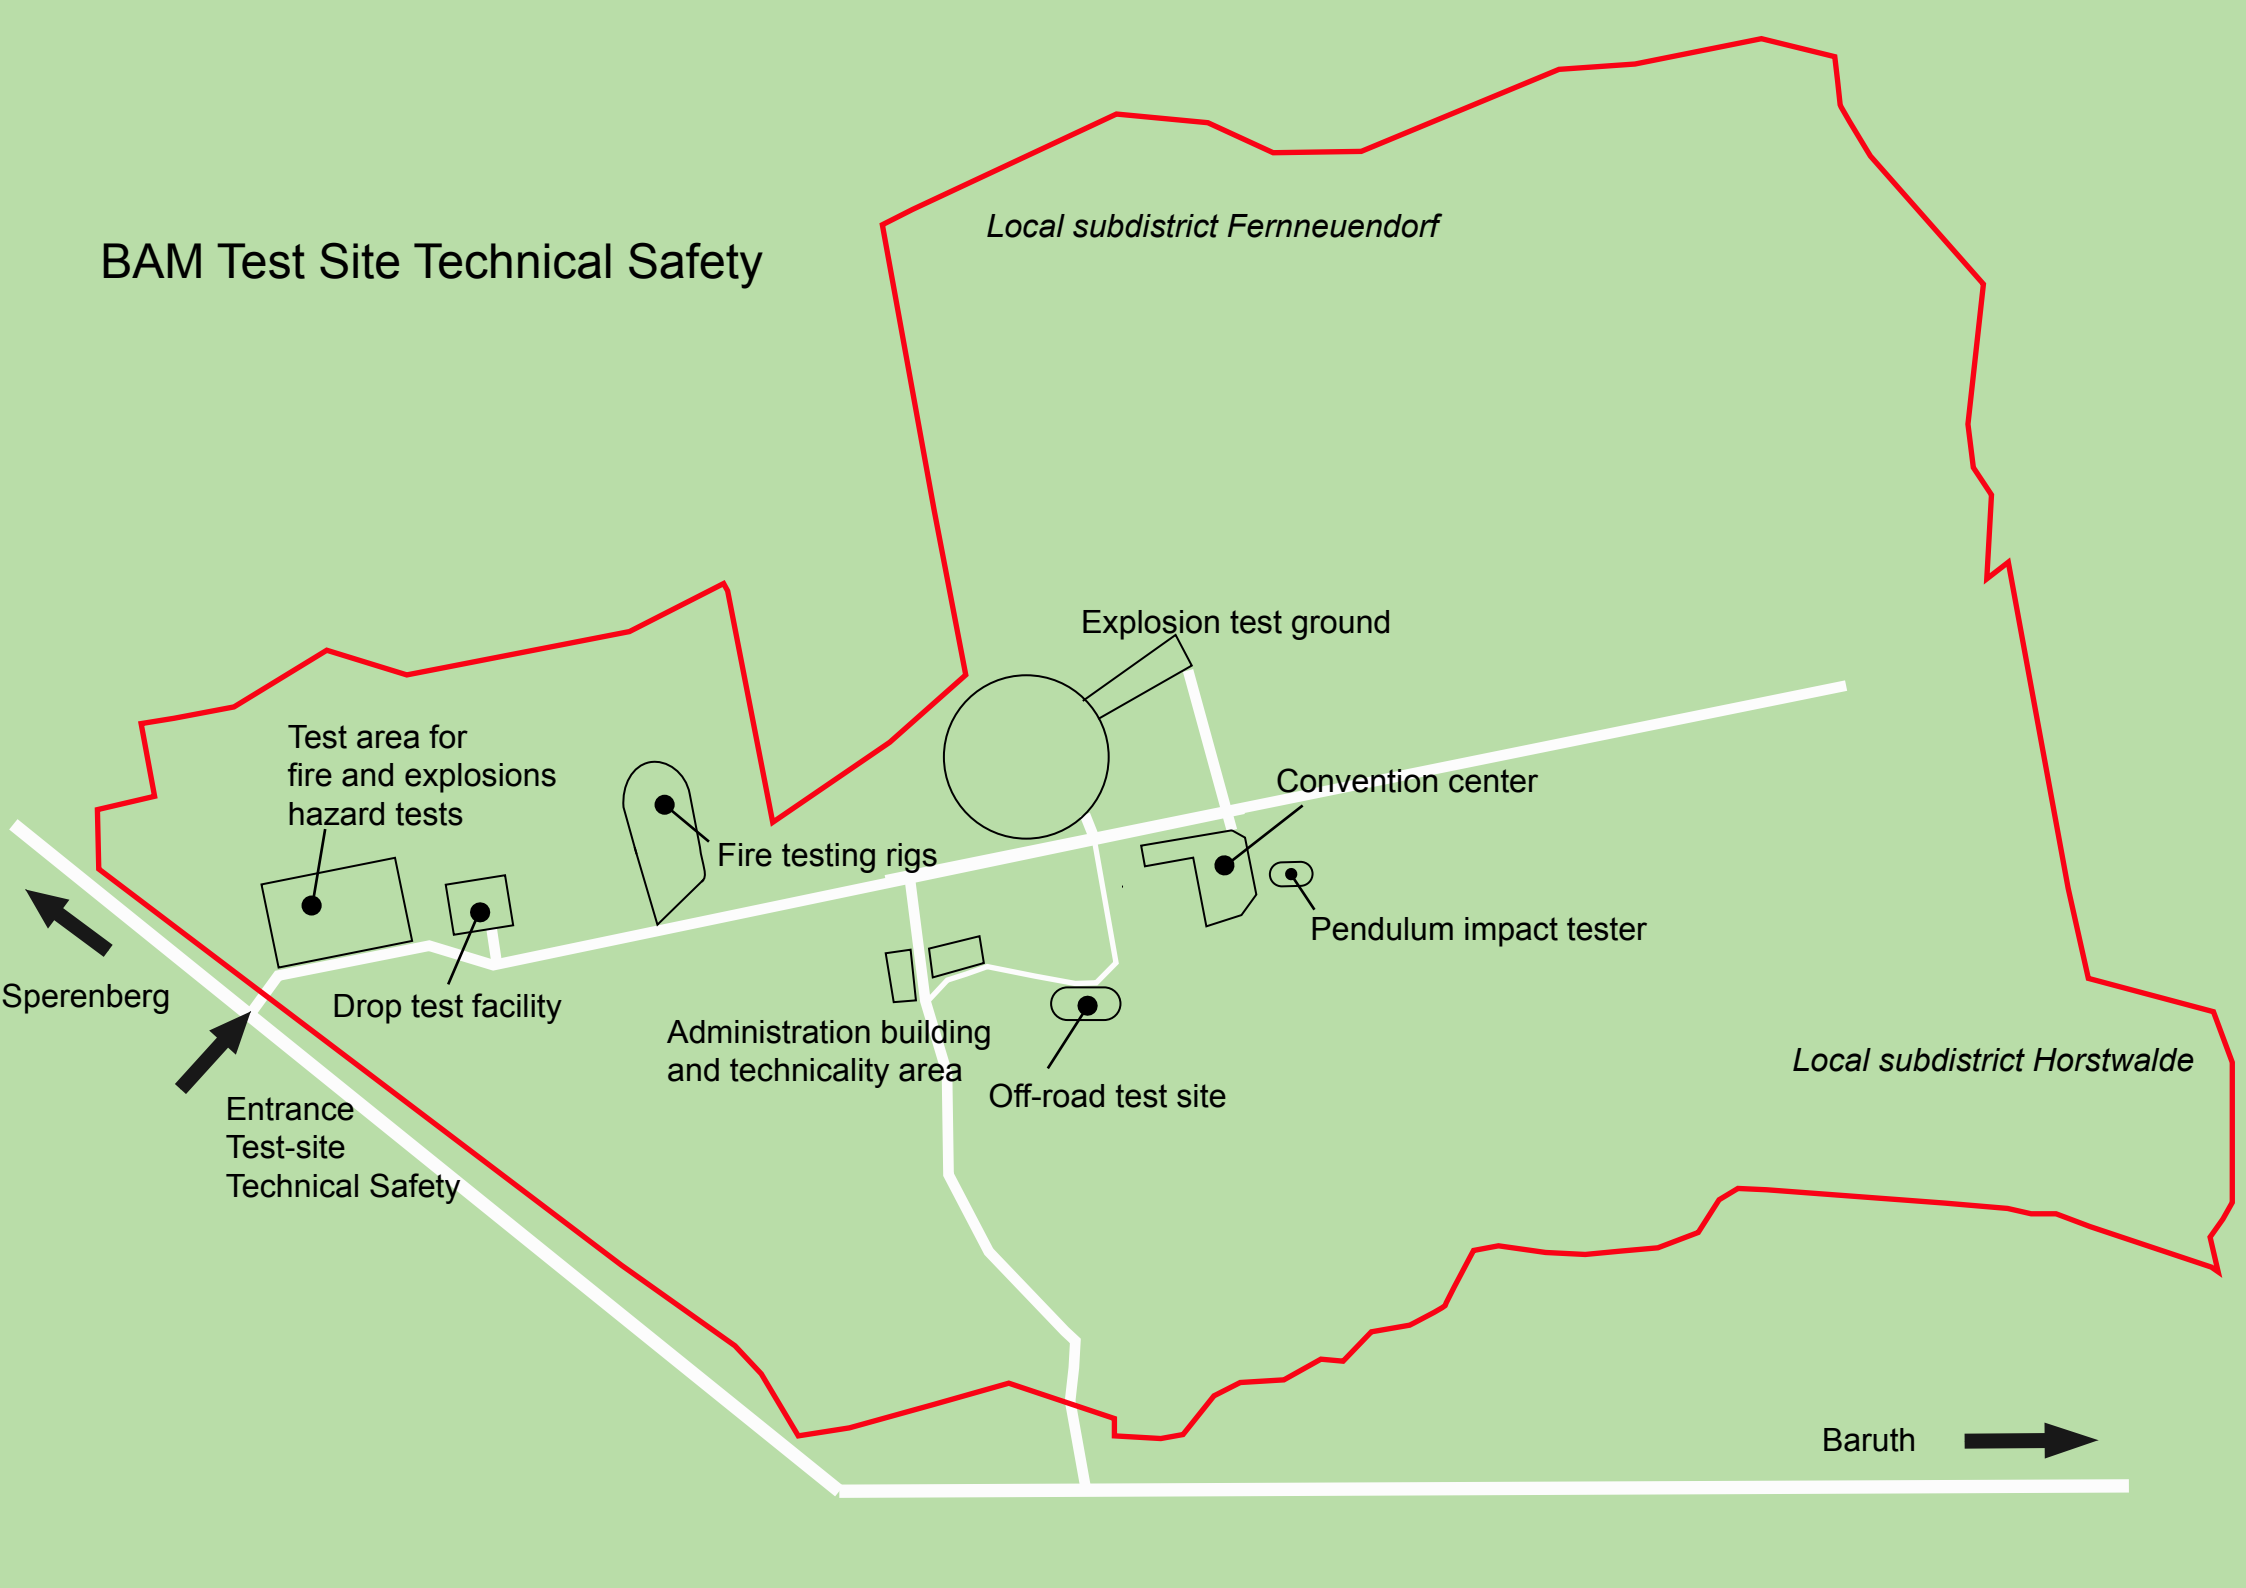 Local subdistrict Fernneuendorf
BAM Test Site Technical Safety
Explosion test ground
Test area for
fire and explosions
hazard tests
Convention center
Fire testing rigs
Pendulum impact tester
Sperenberg
Drop test facility
Administration building
and technicality area
Off-road test site
Local subdistrict Horstwalde
Entrance
Test-site
Technical Safety
Baruth